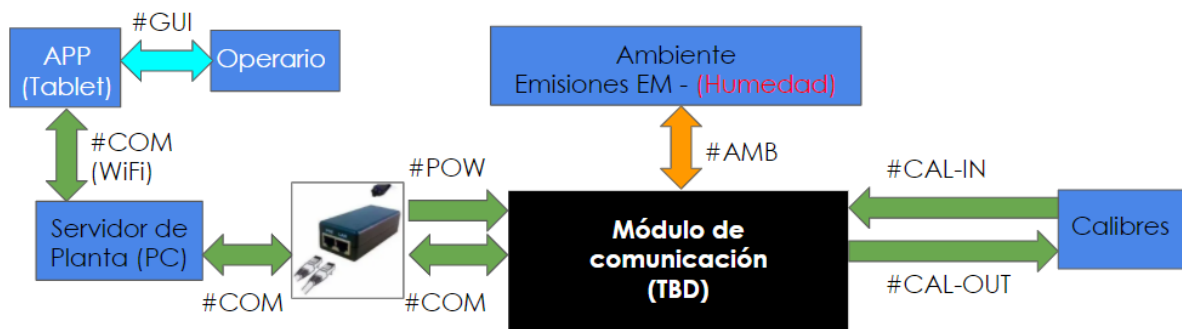 #GUI
APP
(Tablet)
Operario
Ambiente
Emisiones EM - (Humedad)
#COM
(WiFi)
#POW
#AMB
#CAL-IN
Servidor de
Planta (PC)
Módulo de
comunicación
(TBD)
Calibres
#COM
#COM
#CAL-OUT